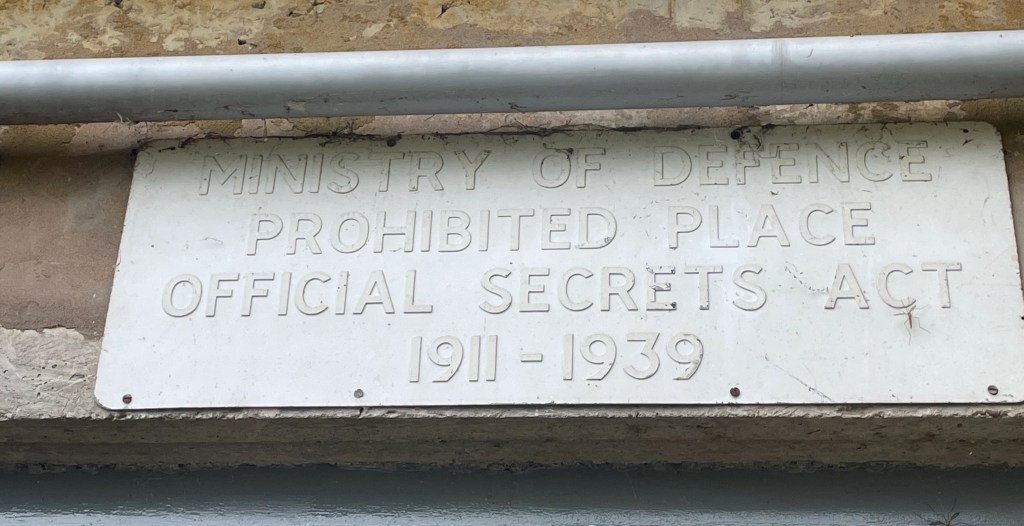 MINISTRY OF DEFENCE
PROHIBITED PLACE
OFFICIAL SECRETS ACT
1911 - 1939